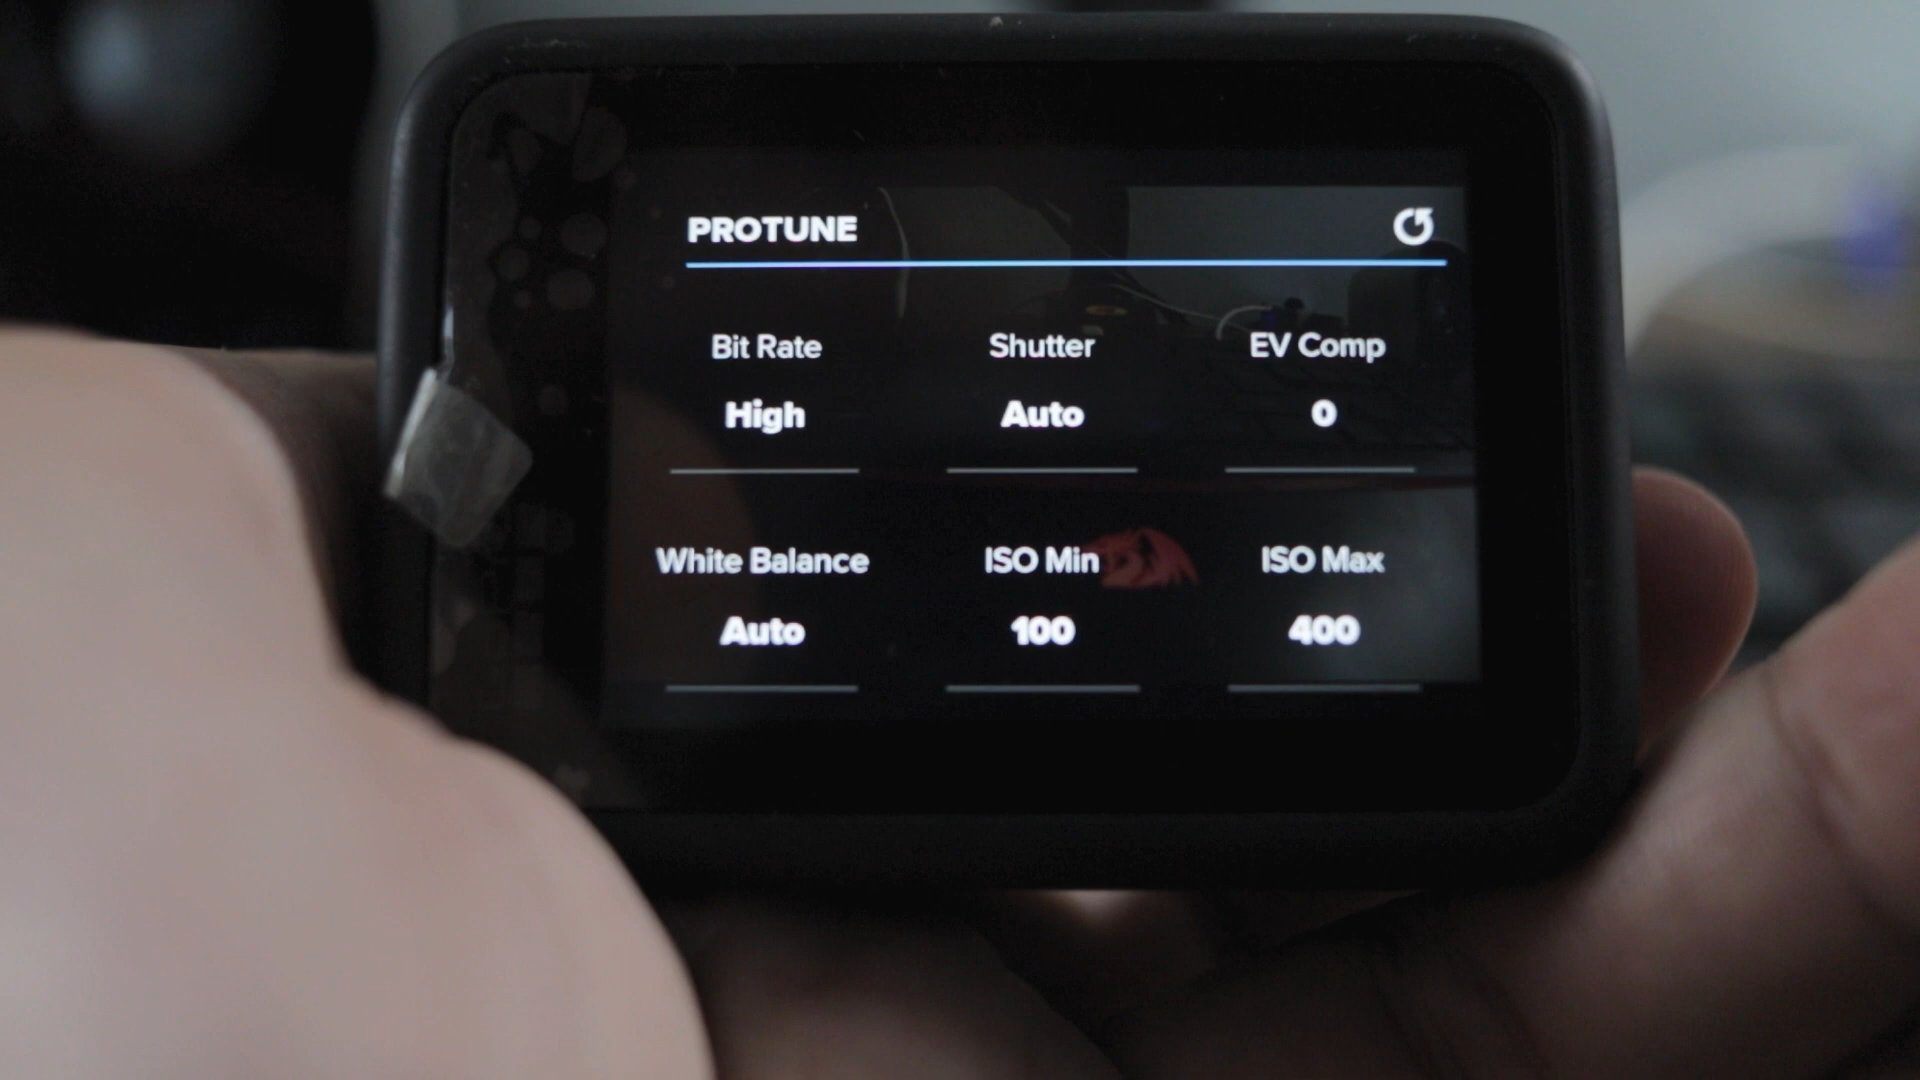 PROTUNE
Bit Rate Shutter EV Comp
High Auto 0
White Balance ISO Min ISO Max
Auto 100 400